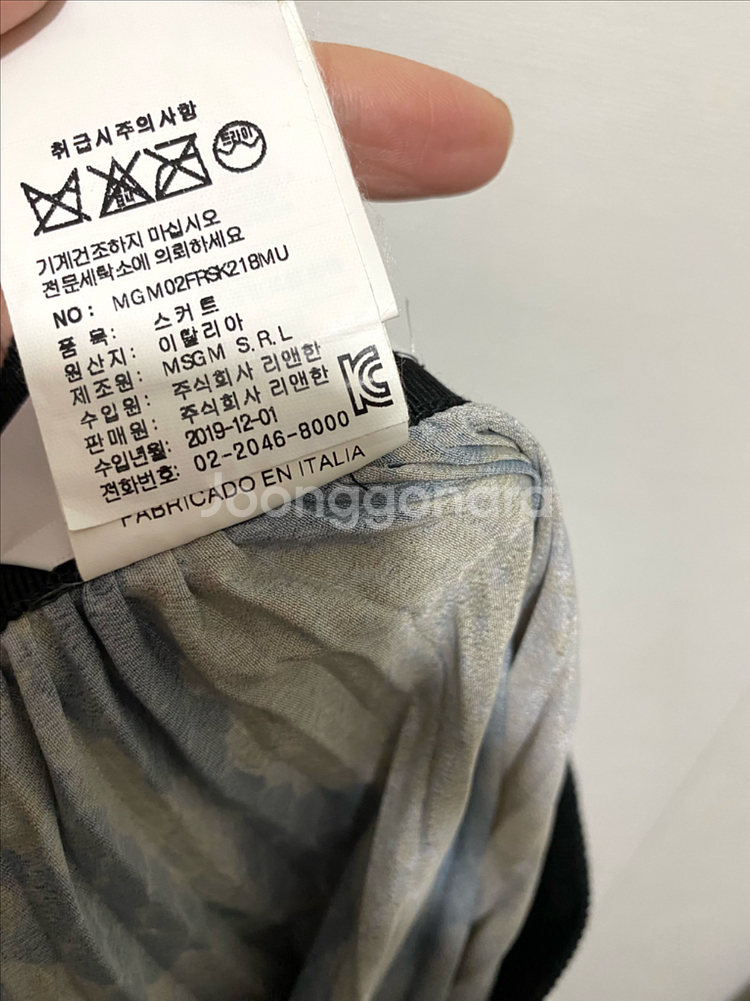 취급시주의사항
드라이
기계건조하지 마십시오
전문세탁소에 의뢰하세요
NO: MGM02FRSK218MU
품 목: 스커트
원산지: 이탈리아
제조원: MSGM S.R.L
수입원: 주식회사 리앤한
판매원: 주식회사 리앤한
수입년월: 2019-12-01
전화번호: 02-2046-8000
FABRICADO EN ITALIA
Joonggonara